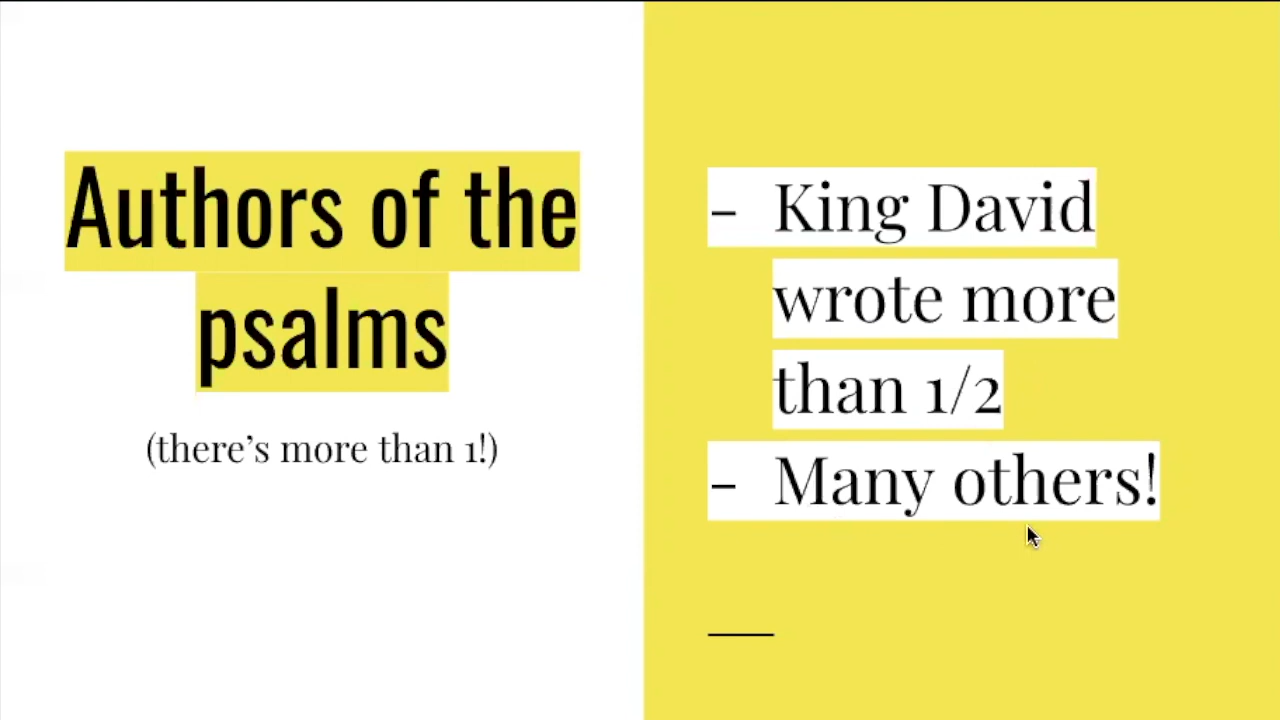 Authors of the
psalms
(there's more than 1!)
- King David
wrote more
than 1/2
- Many others!